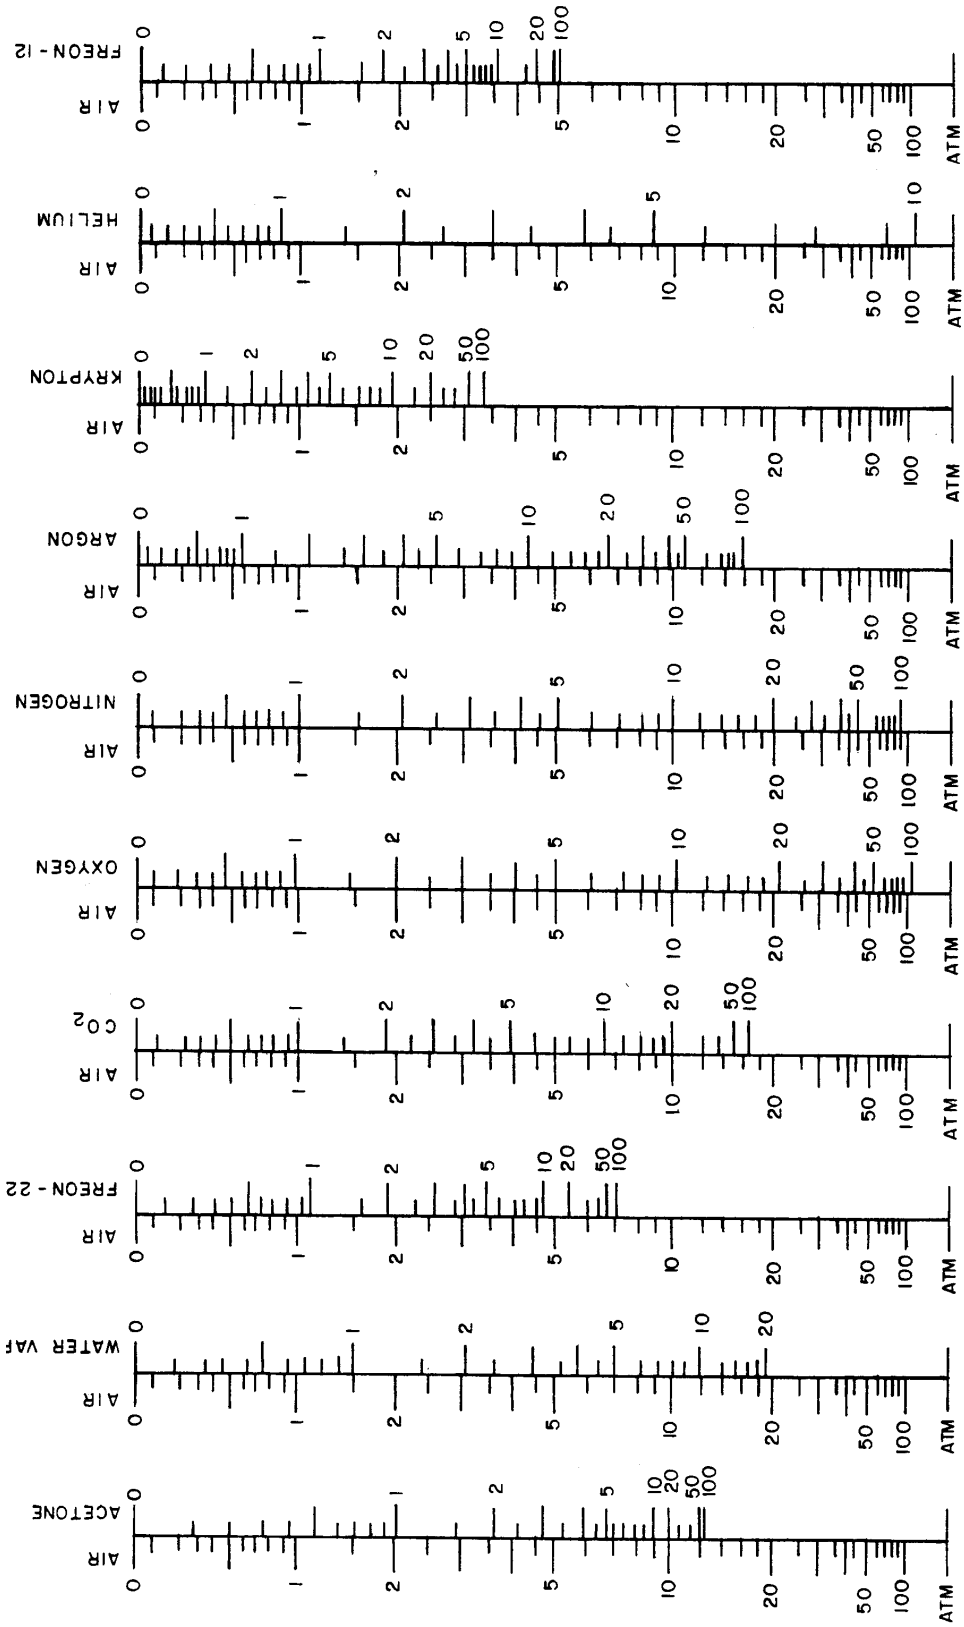 FREON-12 0 1 2 5 10 20 100
AIR 0 1 2 5 10 20 50 100 ATM
HELIUM 0 1 2 5 10
AIR 0 1 2 5 10 20 50 100 ATM
KRYPTON 0 1 2 5 10 20 50 100
AIR 0 1 2 5 10 20 50 100 ATM
ARGON 0 1 5 10 20 50 100
AIR 0 1 2 5 10 20 50 100 ATM
NITROGEN 0 1 2 5 10 20 50 100
AIR 0 1 2 5 10 20 50 100 ATM
OXYGEN 0 1 2 5 10 20 50 100
AIR 0 1 2 5 10 20 50 100 ATM
CO₂ 0 1 2 5 10 20 50 100
AIR 0 1 2 5 10 20 50 100 ATM
FREON-22 0 1 2 5 10 20 50 100
AIR 0 1 2 5 10 20 50 100 ATM
WATER VAP 0 1 2 5 10 20
AIR 0 1 2 5 10 20 50 100 ATM
ACETONE 0 1 2 5 10 20 50 100
AIR 0 1 2 5 10 20 50 100 ATM